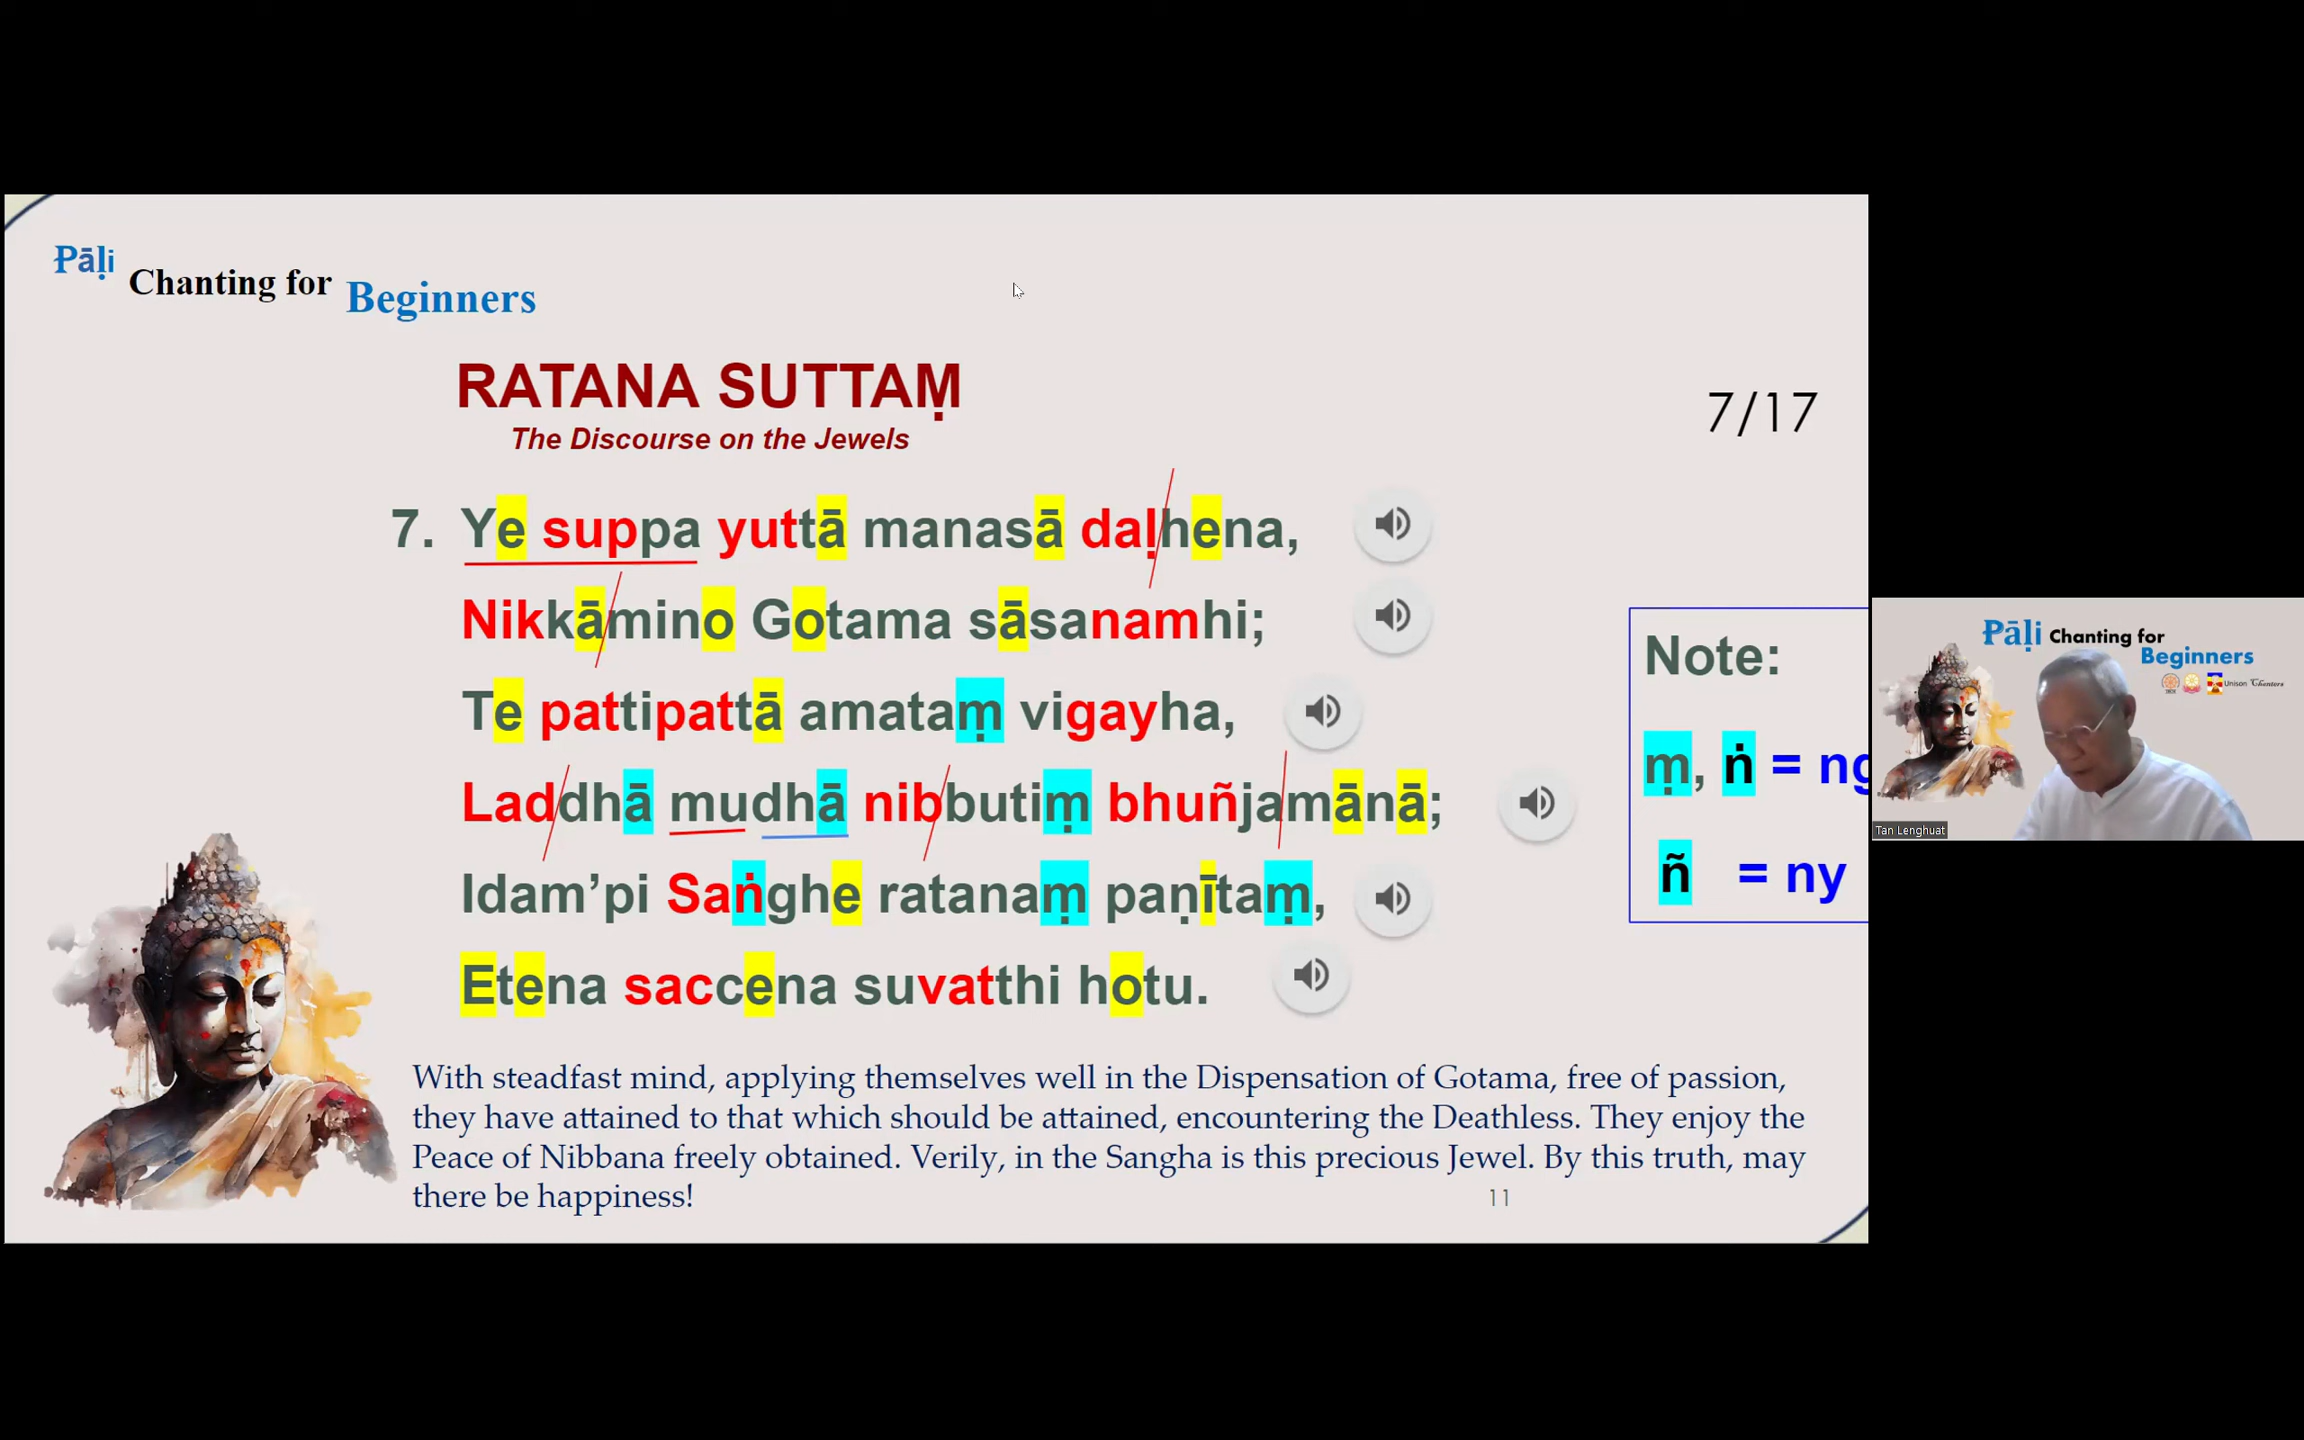 Pāḷi Chanting for Beginners
RATANA SUTTAṂ
The Discourse on the Jewels
7/17
7. Ye suppa yuttā manasā daḷhena,
Nikkāmino Gotama sāsanamhi;
Te pattipattā amataṃ vigayha,
Laddhā mudhā nibbutiṃ bhuñjamānā;
Idam’pi Saṅghe ratanaṃ paṇītaṃ,
Etena saccena suvatthi hotu.
Note:
ṃ, ṅ = ng
ñ = ny
With steadfast mind, applying themselves well in the Dispensation of Gotama, free of passion,
they have attained to that which should be attained, encountering the Deathless. They enjoy the
Peace of Nibbana freely obtained. Verily, in the Sangha is this precious Jewel. By this truth, may
there be happiness!
11
Pāḷi Chanting for
Beginners
Unison Chanters
Tan Lenghuat